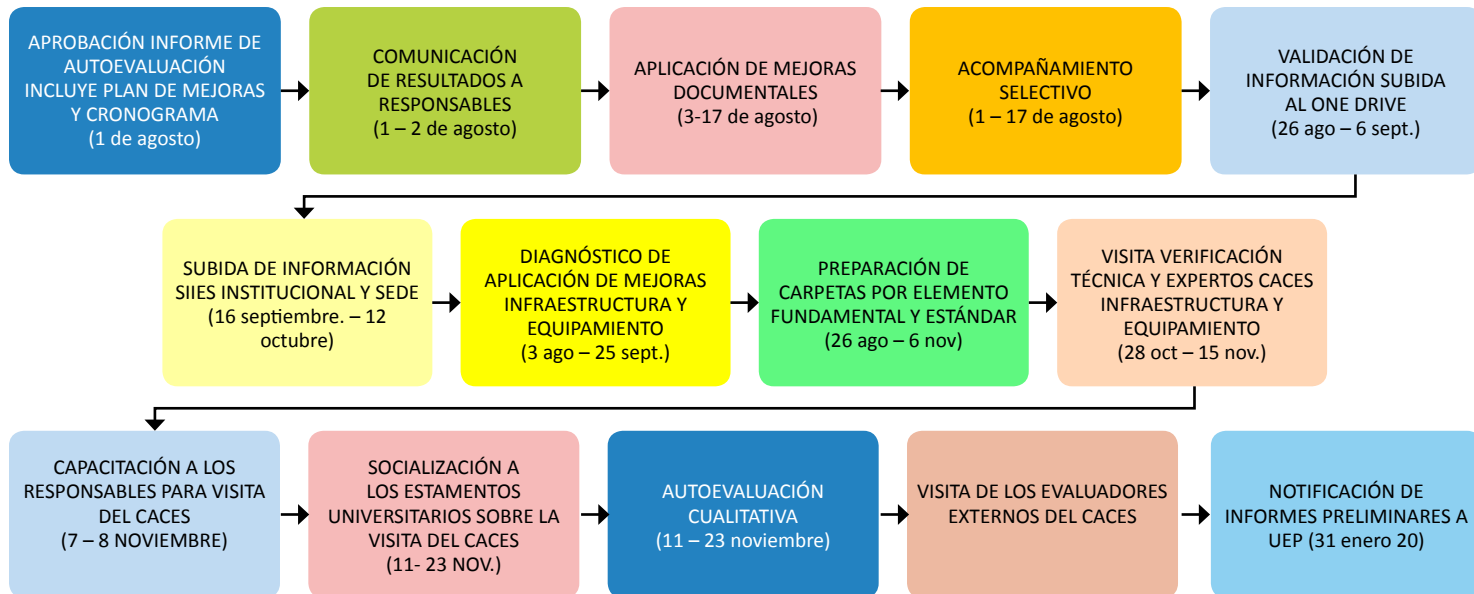 APROBACIÓN INFORME DE
AUTOEVALUACIÓN
INCLUYE PLAN DE MEJORAS
Y CRONOGRAMA
(1 de agosto)
COMUNICACIÓN
DE RESULTADOS A
RESPONSABLES
(1 – 2 de agosto)
APLICACIÓN DE MEJORAS
DOCUMENTALES
(3-17 de agosto)
ACOMPAÑAMIENTO
SELECTIVO
(1 – 17 de agosto)
VALIDACIÓN DE
INFORMACIÓN SUBIDA
AL ONE DRIVE
(26 ago – 6 sept.)
SUBIDA DE INFORMACIÓN
SIIES INSTITUCIONAL Y SEDE
(16 septiembre. – 12
octubre)
DIAGNÓSTICO DE
APLICACIÓN DE MEJORAS
INFRAESTRUCTURA Y
EQUIPAMIENTO
(3 ago – 25 sept.)
PREPARACIÓN DE
CARPETAS POR ELEMENTO
FUNDAMENTAL Y ESTÁNDAR
(26 ago – 6 nov)
VISITA VERIFICACIÓN
TÉCNICA Y EXPERTOS CACES
INFRAESTRUCTURA Y
EQUIPAMIENTO
(28 oct – 15 nov.)
CAPACITACIÓN A LOS
RESPONSABLES PARA VISITA
DEL CACES
(7 – 8 NOVIEMBRE)
SOCIALIZACIÓN A
LOS ESTAMENTOS
UNIVERSITARIOS SOBRE LA
VISITA DEL CACES
(11- 23 NOV.)
AUTOEVALUACIÓN
CUALITATIVA
(11 – 23 noviembre)
VISITA DE LOS EVALUADORES
EXTERNOS DEL CACES
NOTIFICACIÓN DE
INFORMES PRELIMINARES A
UEP (31 enero 20)